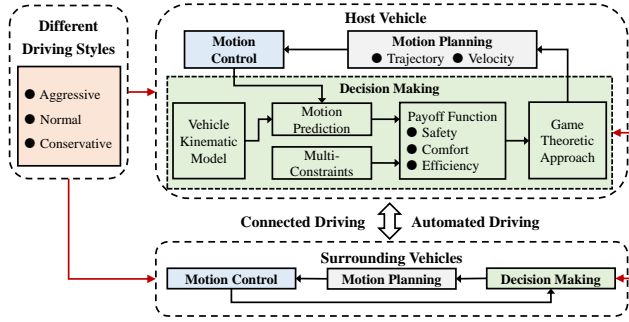 Different
Driving Styles
● Aggressive
● Normal
● Conservative
Host Vehicle
Motion
Control
Motion Planning
● Trajectory ● Velocity
Decision Making
Vehicle
Kinematic
Model
Motion
Prediction
Multi-
Constraints
Payoff Function
● Safety
● Comfort
● Efficiency
Game
Theoretic
Approach
Connected Driving
Automated Driving
Surrounding Vehicles
Motion Control
Motion Planning
Decision Making